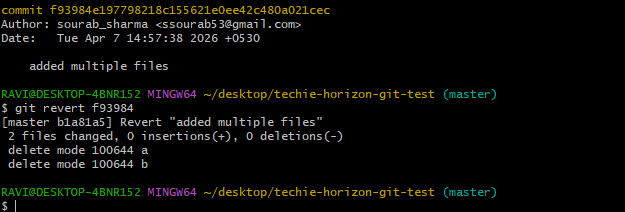 commit f93984e197798218c155621e0ee42c480a021cec
Author: sourab_sharma <ssourab53@gmail.com>
Date:   Tue Apr 7 14:57:38 2026 +0530
    added multiple files
RAVI@DESKTOP-4BNR152 MINGW64 ~/desktop/techie-horizon-git-test (master)
$ git revert f93984
[master b1a81a5] Revert "added multiple files"
 2 files changed, 0 insertions(+), 0 deletions(-)
 delete mode 100644 a
 delete mode 100644 b
RAVI@DESKTOP-4BNR152 MINGW64 ~/desktop/techie-horizon-git-test (master)
$